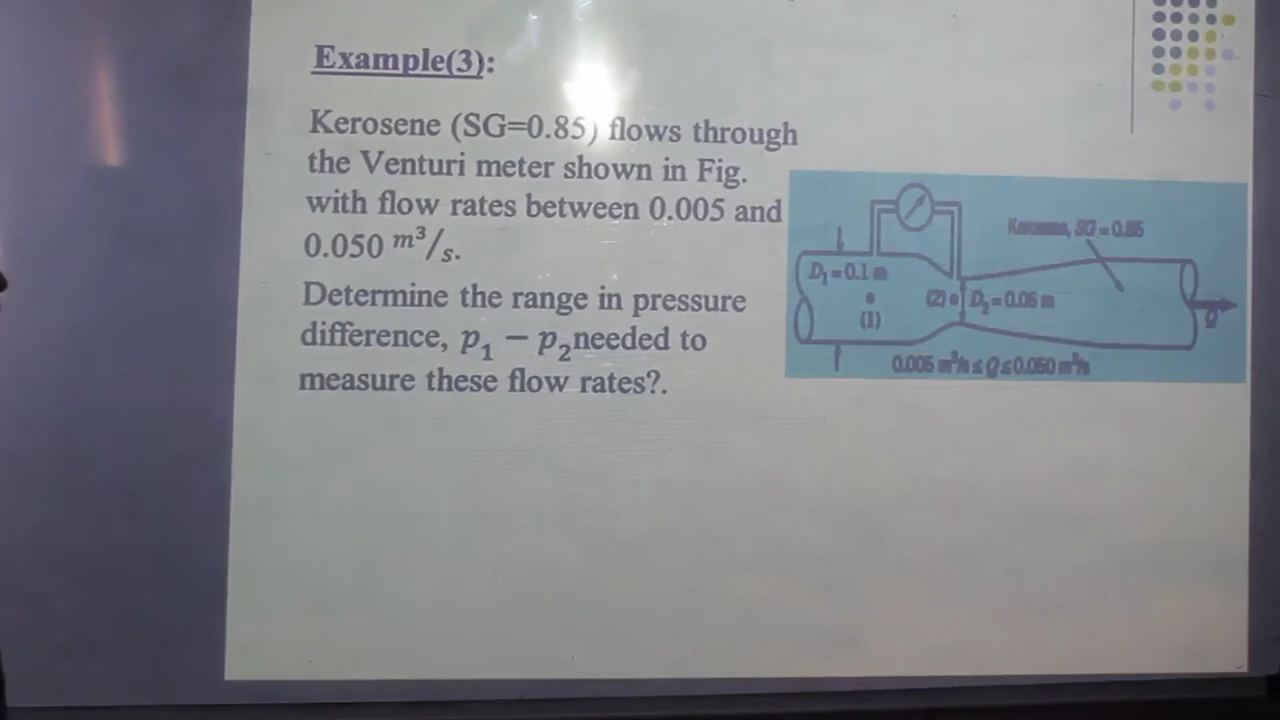 Example(3):
Kerosene (SG=0.85) flows through
the Venturi meter shown in Fig.
with flow rates between 0.005 and
0.050 m³/s.
Determine the range in pressure
difference, p₁ − p₂needed to
measure these flow rates?.
Kerosene, SG = 0.85
D₁ = 0.1 m
(2) D₂ = 0.06 m
(1)
Q
0.005 m³/s ≤ Q ≤ 0.050 m³/s